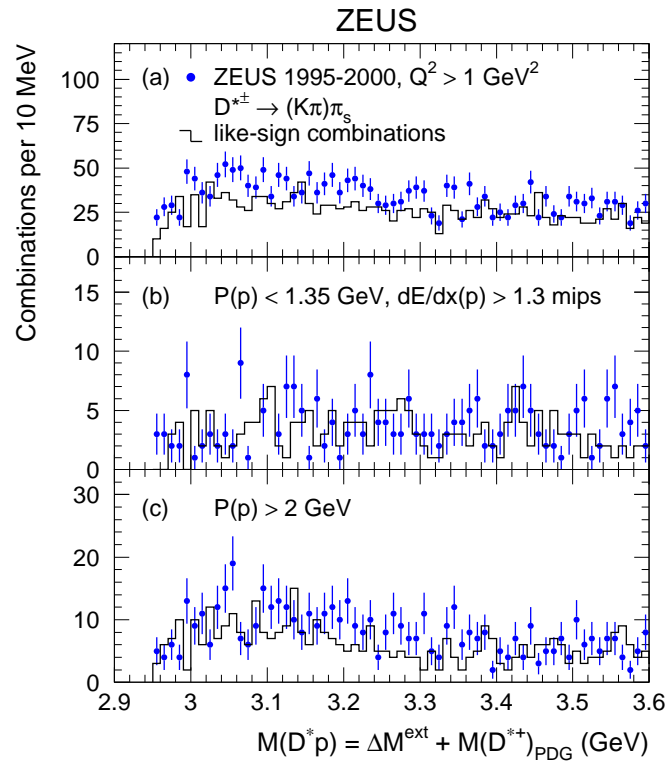 ZEUS
Combinations per 10 MeV
(a) ZEUS 1995-2000, Q² > 1 GeV²
D*± → (Kπ)πₛ
like-sign combinations
100
75
50
25
0
(b) P(p) < 1.35 GeV, dE/dx(p) > 1.3 mips
15
10
5
0
(c) P(p) > 2 GeV
30
20
10
0
2.9 3 3.1 3.2 3.3 3.4 3.5 3.6
M(D*p) = ΔMᵉˣᵗ + M(D*⁺)PDG (GeV)